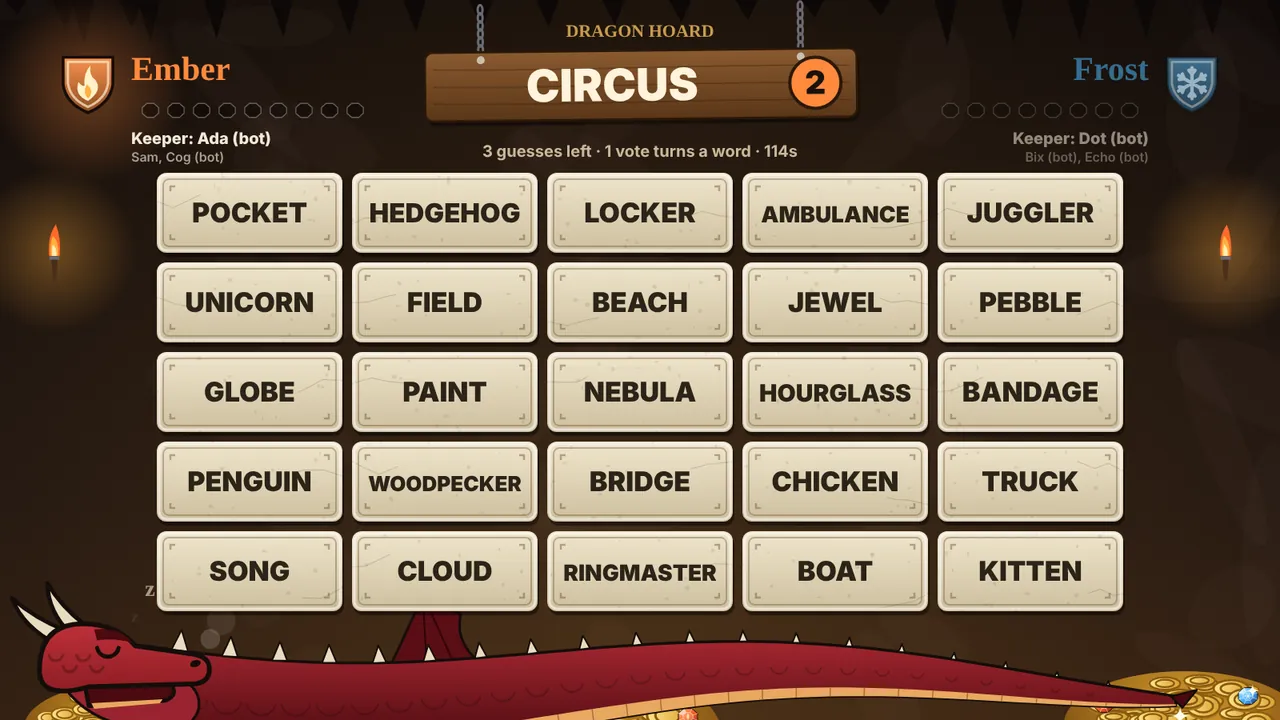 DRAGON HOARD
Ember
CIRCUS 2
Frost
Keeper: Ada (bot)
Sam, Cog (bot)
3 guesses left · 1 vote turns a word · 114s
Keeper: Dot (bot)
Bix (bot), Echo (bot)
POCKET HEDGEHOG LOCKER AMBULANCE JUGGLER
UNICORN FIELD BEACH JEWEL PEBBLE
GLOBE PAINT NEBULA HOURGLASS BANDAGE
PENGUIN WOODPECKER BRIDGE CHICKEN TRUCK
SONG CLOUD RINGMASTER BOAT KITTEN
z